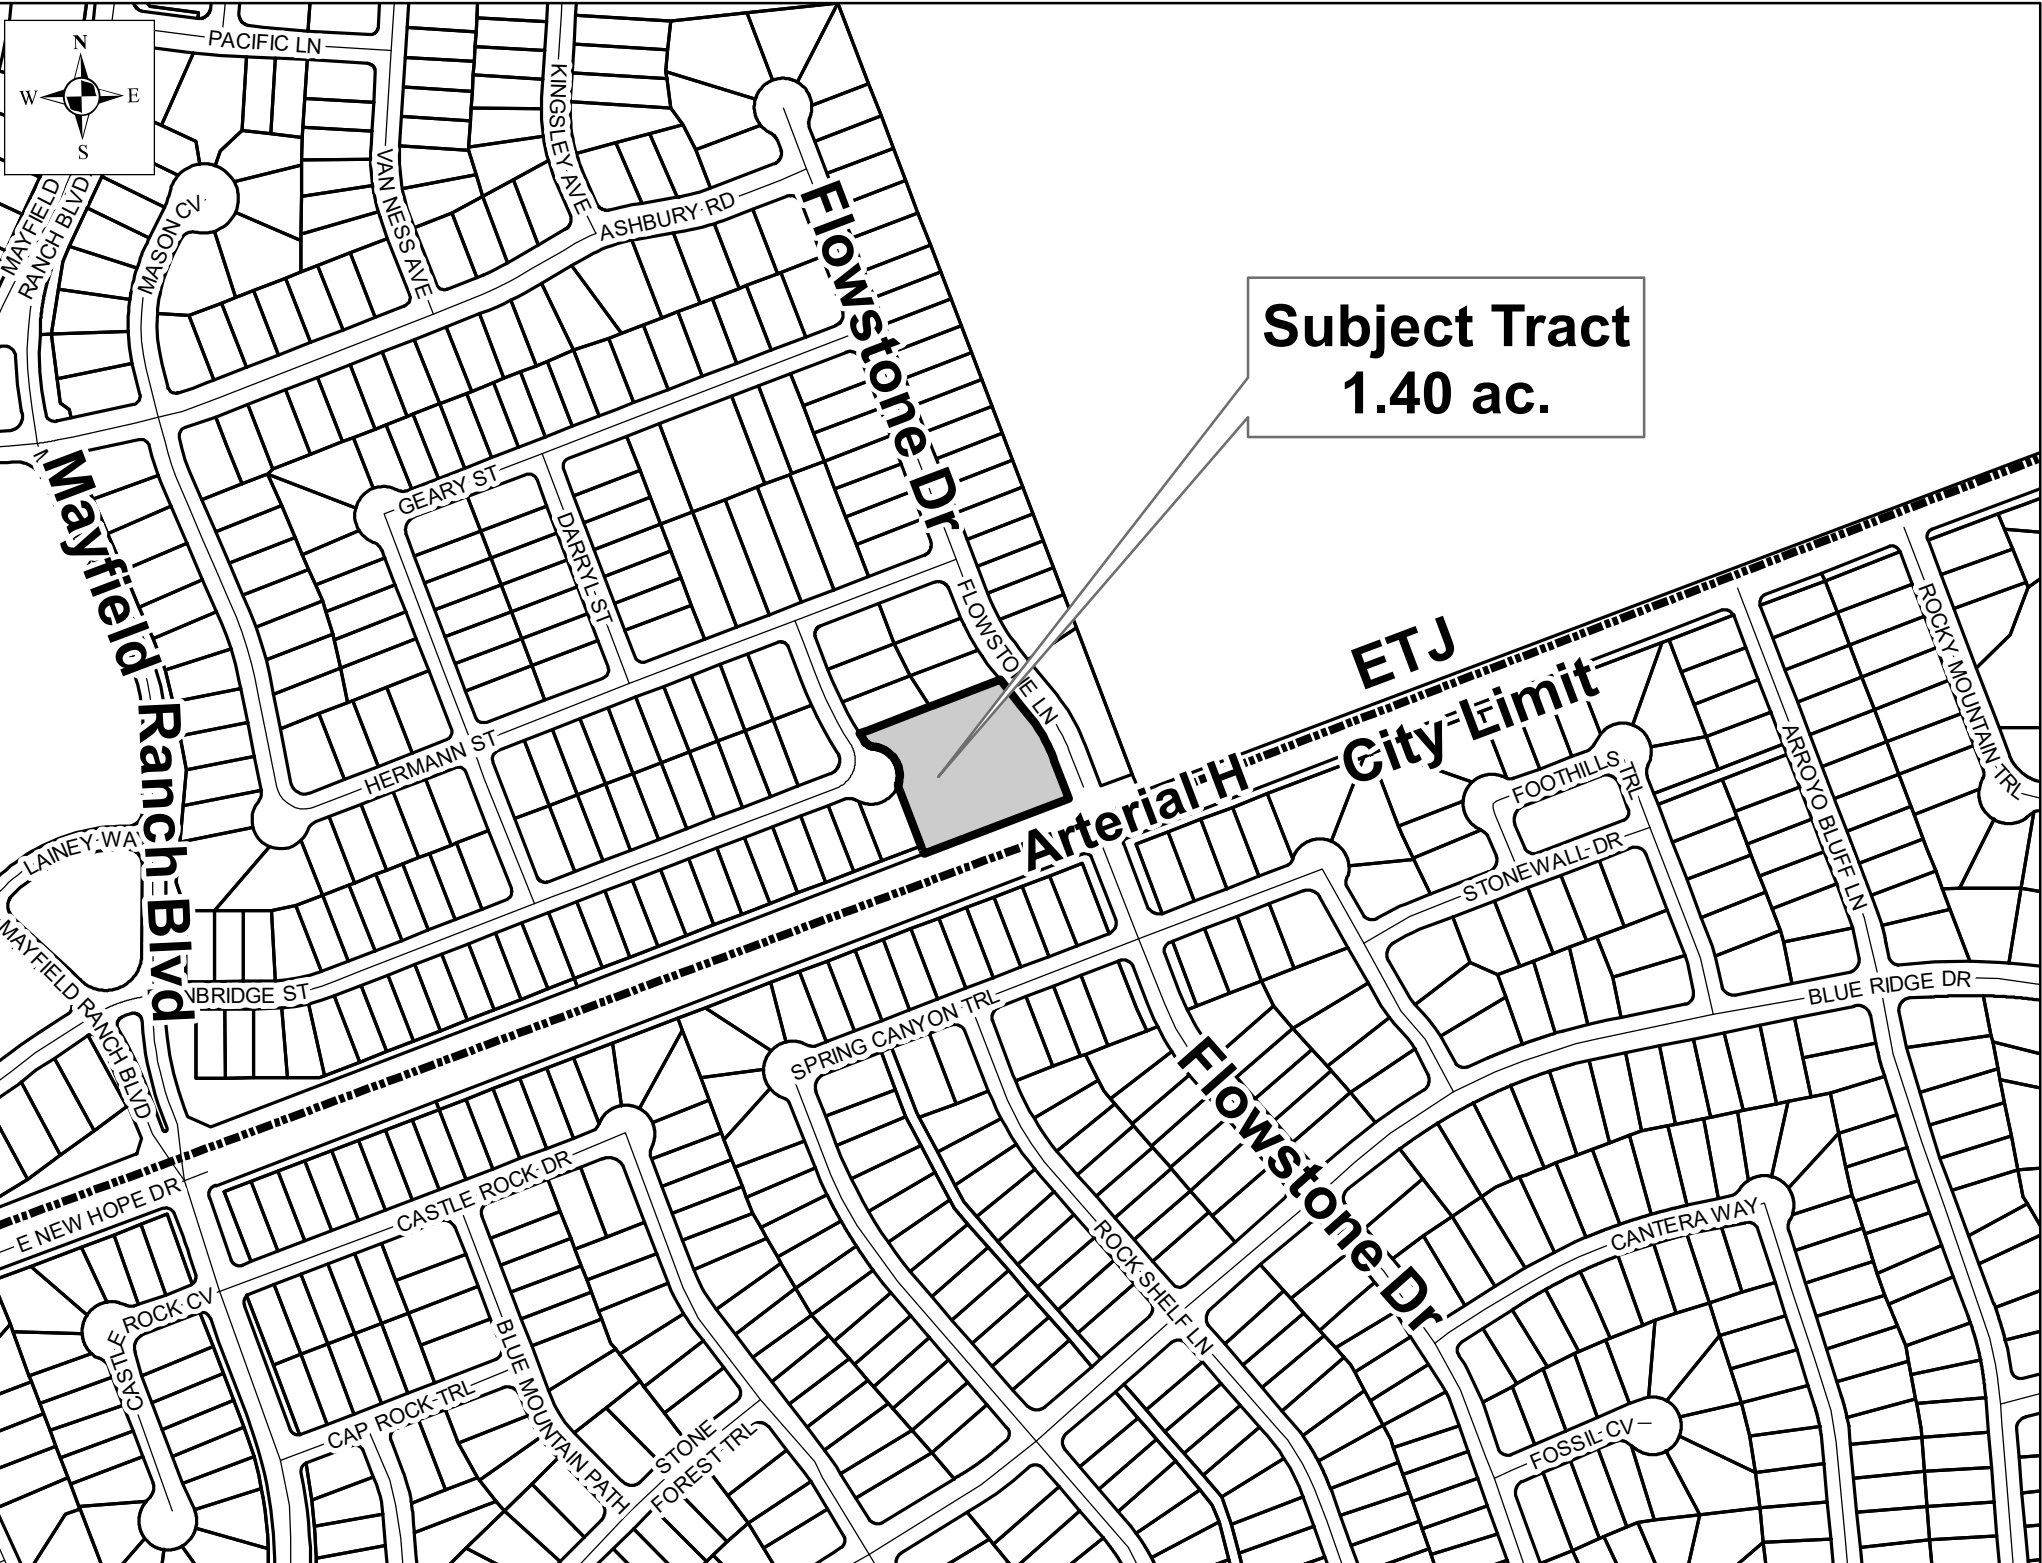 N
W
E
S
PACIFIC LN
KINGSLEY AVE
VAN NESS AVE
MAYFIELD
RANCH BLVD
MASON CV
ASHBURY RD
Flowstone Dr
Subject Tract
1.40 ac.
GEARY ST
DARRYL ST
FLOWSTONE LN
Mayfield Ranch Blvd
HERMANN ST
ETJ
City Limit
Arterial H
ROCKY MOUNTAIN TRL
ARROYO BLUFF LN
FOOTHILLS
TRL
STONEWALL DR
LAINEY WAY
MAYFIELD RANCH BLVD
NBRIDGE ST
BLUE RIDGE DR
SPRING CANYON TRL
Flowstone Dr
CASTLE ROCK DR
E NEW HOPE DR
CANTERA WAY
ROCK SHELF LN
CASTLE ROCK CV
BLUE MOUNTAIN PATH
CAP ROCK TRL
STONE
FOREST TRL
FOSSIL CV